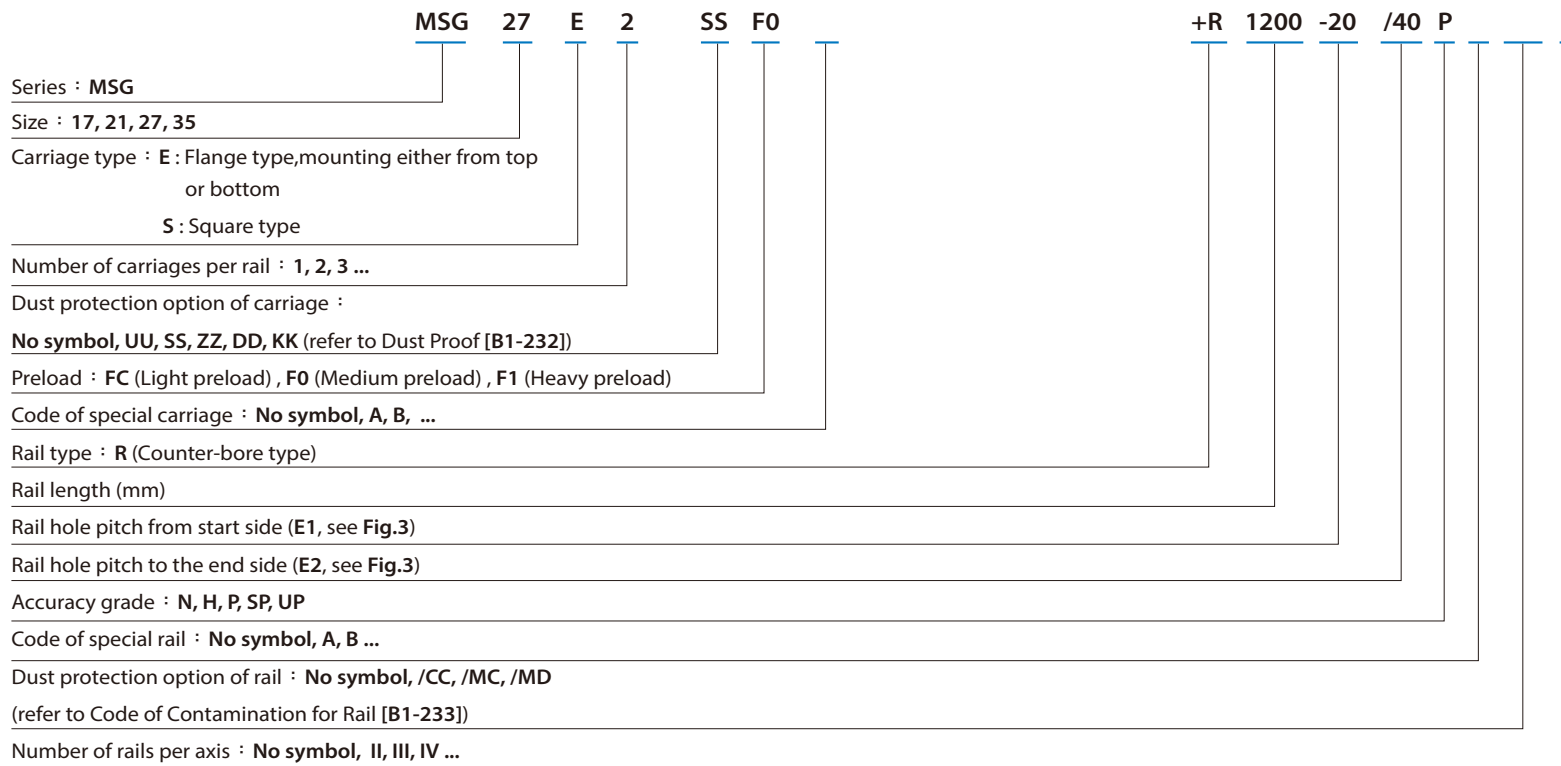 MSG 27 E 2 SS F0 +R 1200 -20 /40 P
Series : MSG
Size : 17, 21, 27, 35
Carriage type : E : Flange type,mounting either from top
or bottom
S : Square type
Number of carriages per rail : 1, 2, 3 ...
Dust protection option of carriage :
No symbol, UU, SS, ZZ, DD, KK (refer to Dust Proof [B1-232])
Preload : FC (Light preload) , F0 (Medium preload) , F1 (Heavy preload)
Code of special carriage : No symbol, A, B, ...
Rail type : R (Counter-bore type)
Rail length (mm)
Rail hole pitch from start side (E1, see Fig.3)
Rail hole pitch to the end side (E2, see Fig.3)
Accuracy grade : N, H, P, SP, UP
Code of special rail : No symbol, A, B ...
Dust protection option of rail : No symbol, /CC, /MC, /MD
(refer to Code of Contamination for Rail [B1-233])
Number of rails per axis : No symbol, II, III, IV ...